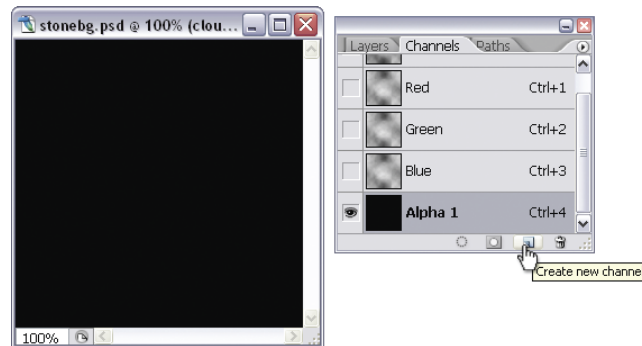 stonebg.psd @ 100% (clou...
100%
Layers Channels Paths
Red Ctrl+1
Green Ctrl+2
Blue Ctrl+3
Alpha 1 Ctrl+4
Create new channe